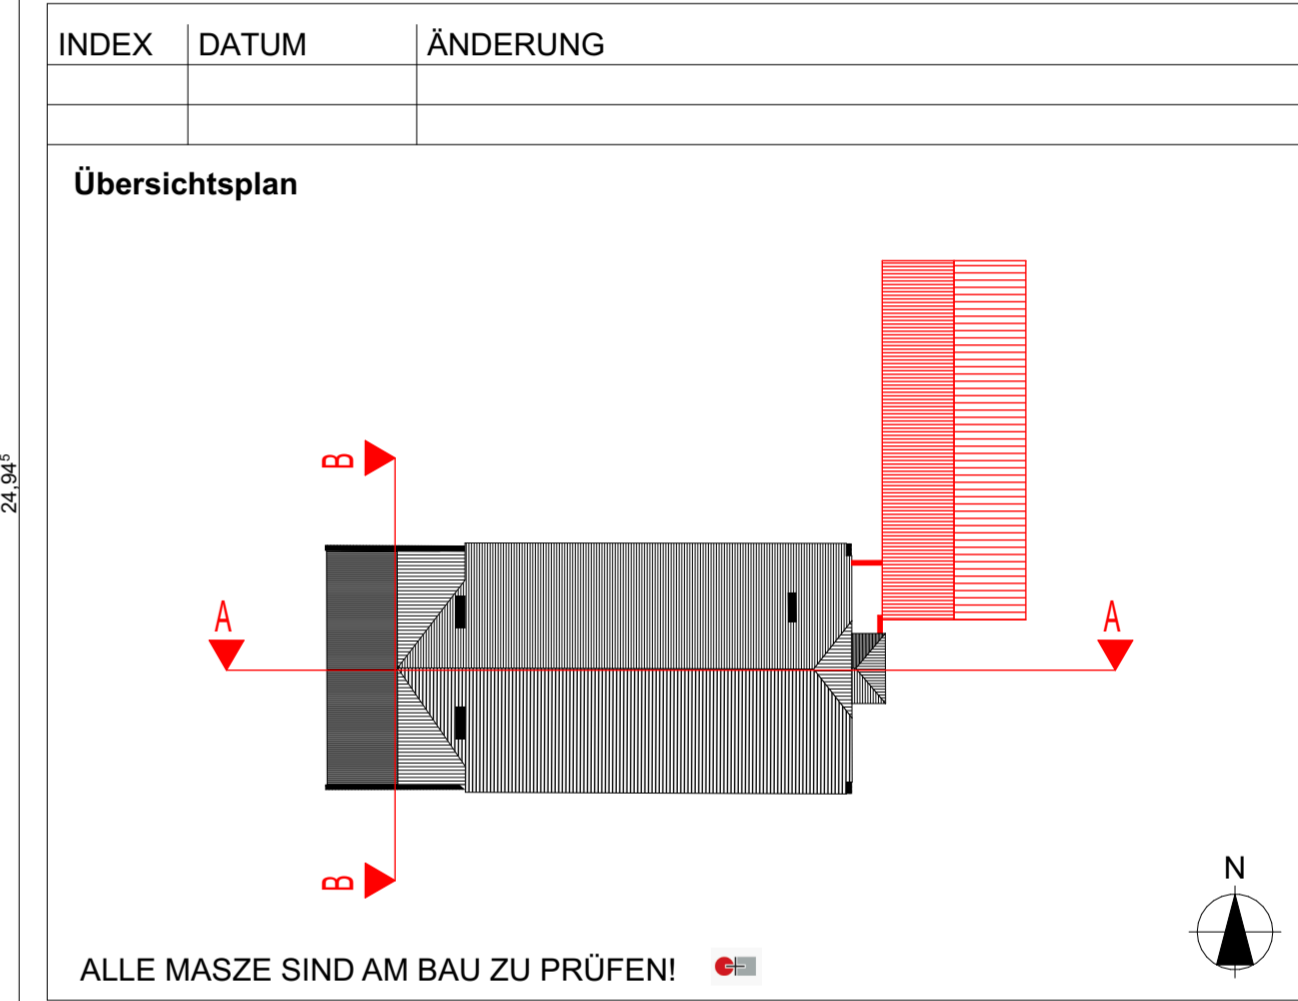 INDEX DATUM ÄNDERUNG
Übersichtsplan
24,94⁵
B
A
A
B
N
ALLE MASZE SIND AM BAU ZU PRÜFEN!